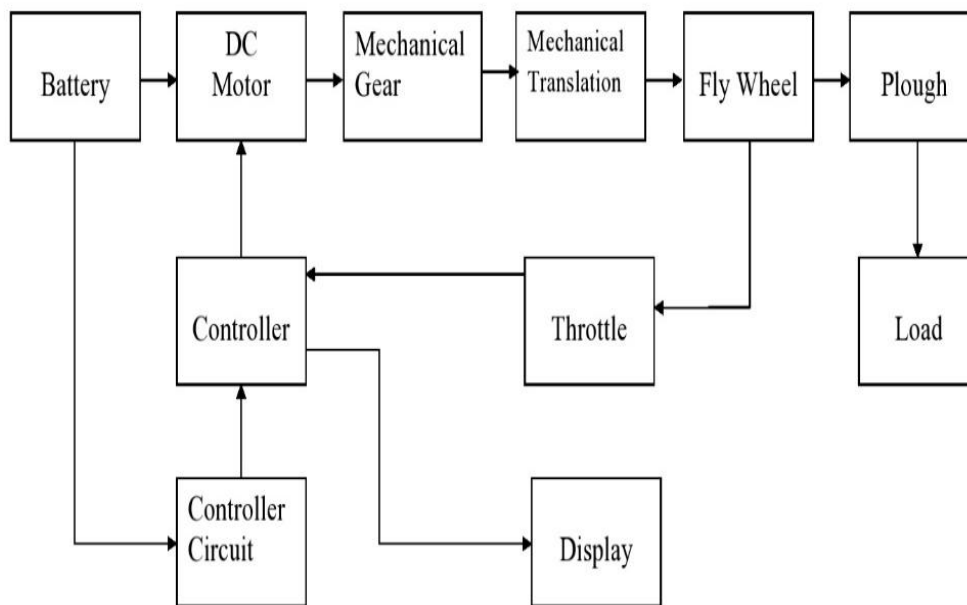 Battery
DC
Motor
Mechanical
Gear
Mechanical
Translation
Fly Wheel
Plough
Controller
Throttle
Load
Controller
Circuit
Display